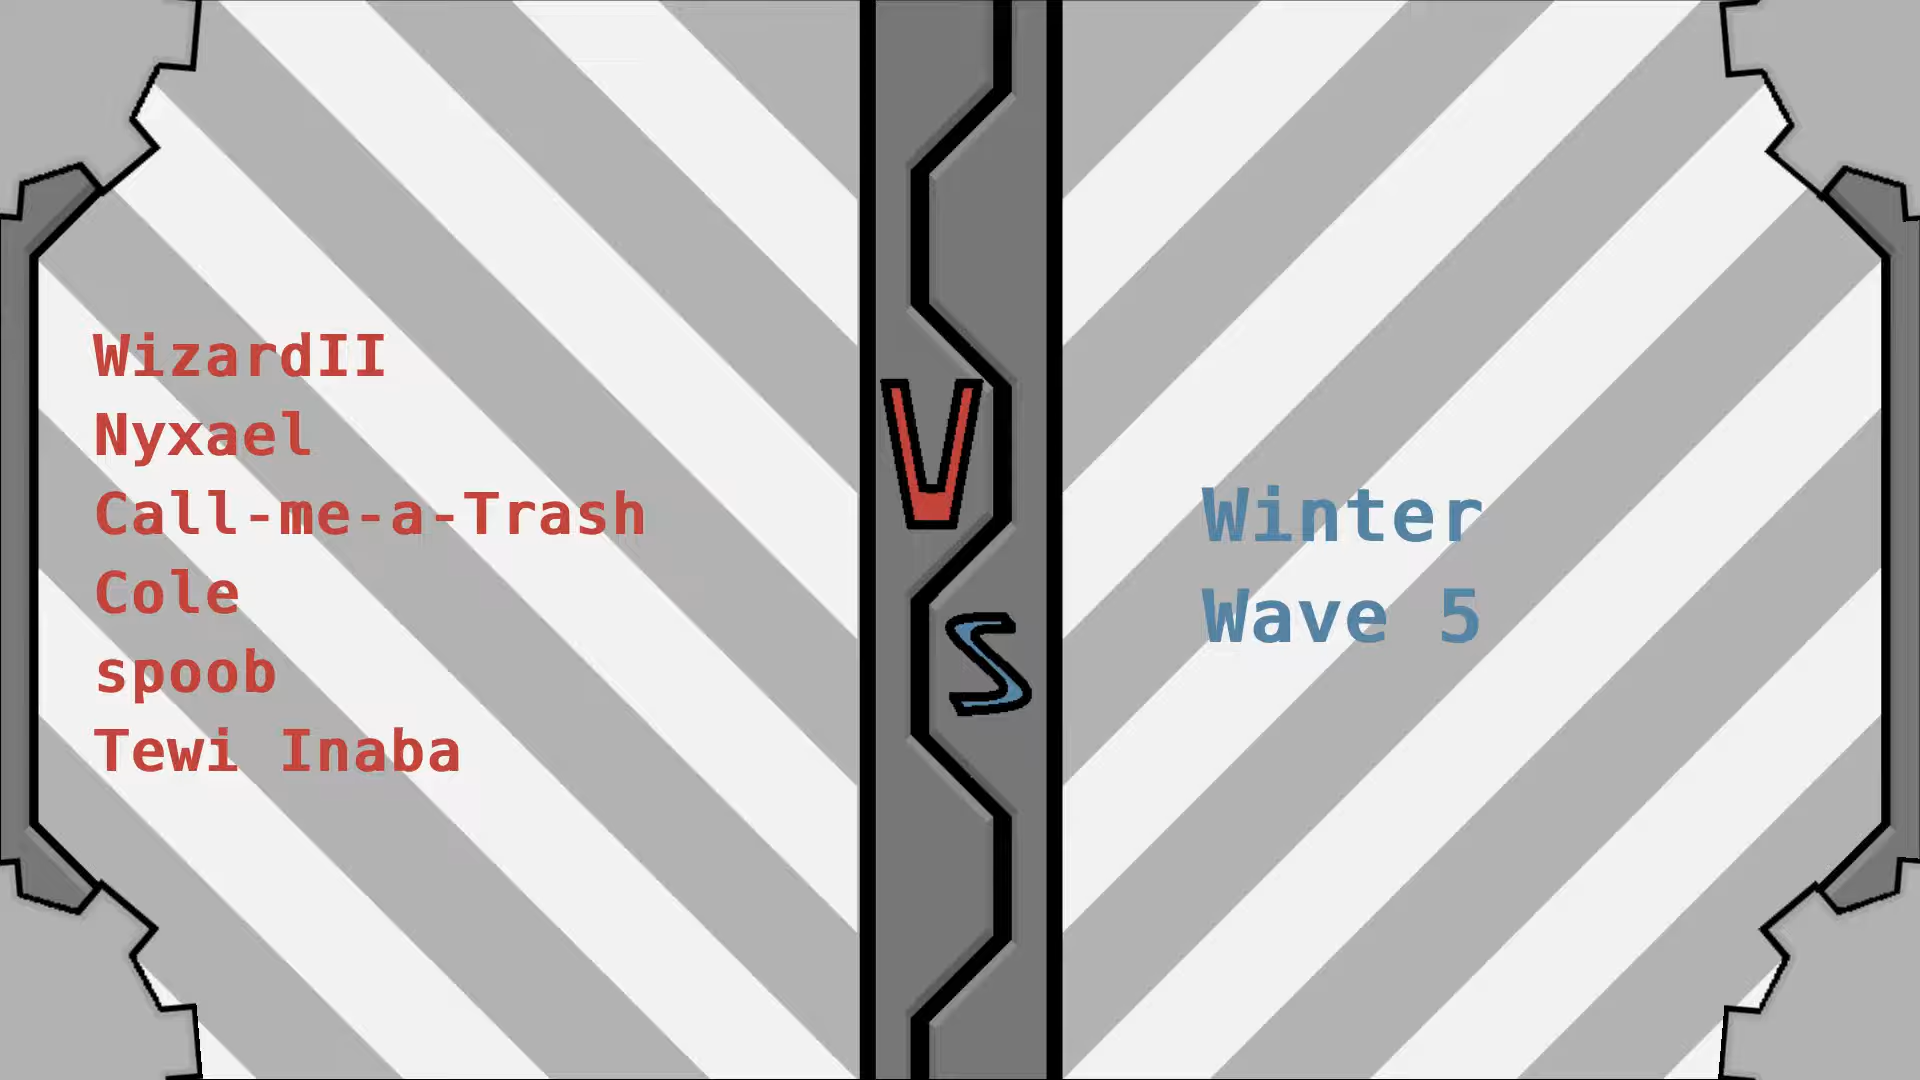 WizardII
Nyxael
Call-me-a-Trash
Cole
spoob
Tewi Inaba
V
S
Winter
Wave 5